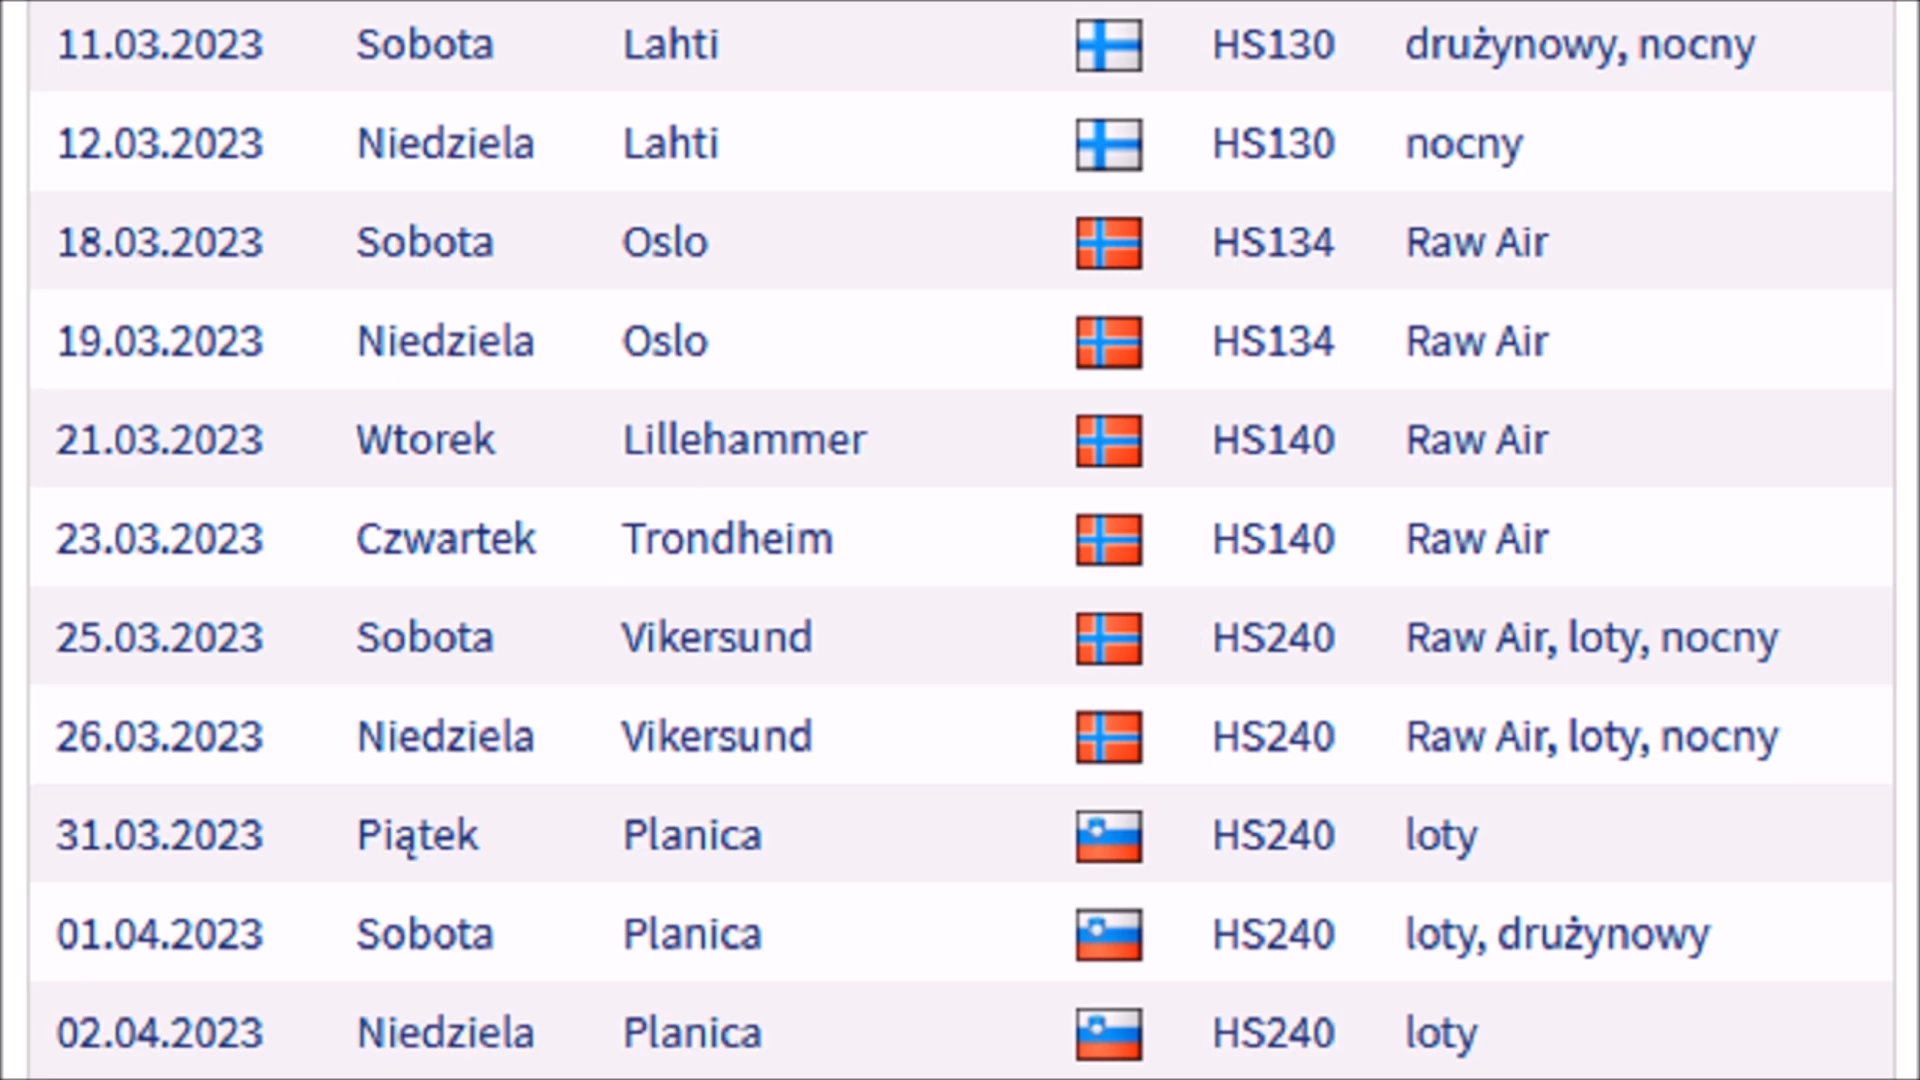 11.03.2023 Sobota Lahti HS130 drużynowy, nocny
12.03.2023 Niedziela Lahti HS130 nocny
18.03.2023 Sobota Oslo HS134 Raw Air
19.03.2023 Niedziela Oslo HS134 Raw Air
21.03.2023 Wtorek Lillehammer HS140 Raw Air
23.03.2023 Czwartek Trondheim HS140 Raw Air
25.03.2023 Sobota Vikersund HS240 Raw Air, loty, nocny
26.03.2023 Niedziela Vikersund HS240 Raw Air, loty, nocny
31.03.2023 Piątek Planica HS240 loty
01.04.2023 Sobota Planica HS240 loty, drużynowy
02.04.2023 Niedziela Planica HS240 loty